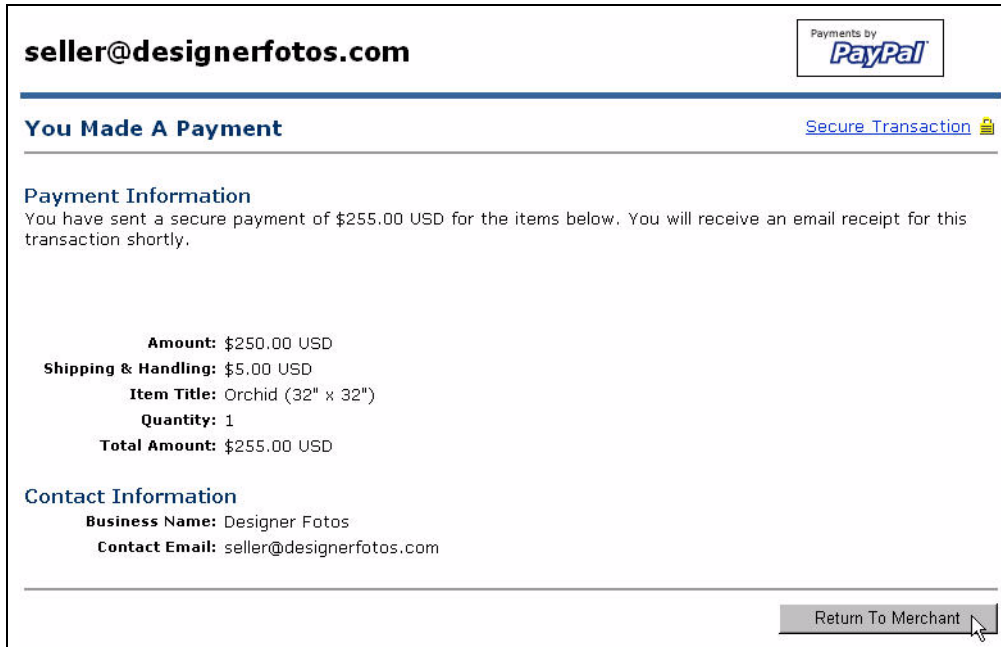 seller@designerfotos.com
Payments by
PayPal
You Made A Payment
Secure Transaction
Payment Information
You have sent a secure payment of $255.00 USD for the items below. You will receive an email receipt for this
transaction shortly.
Amount: $250.00 USD
Shipping & Handling: $5.00 USD
Item Title: Orchid (32" x 32")
Quantity: 1
Total Amount: $255.00 USD
Contact Information
Business Name: Designer Fotos
Contact Email: seller@designerfotos.com
Return To Merchant